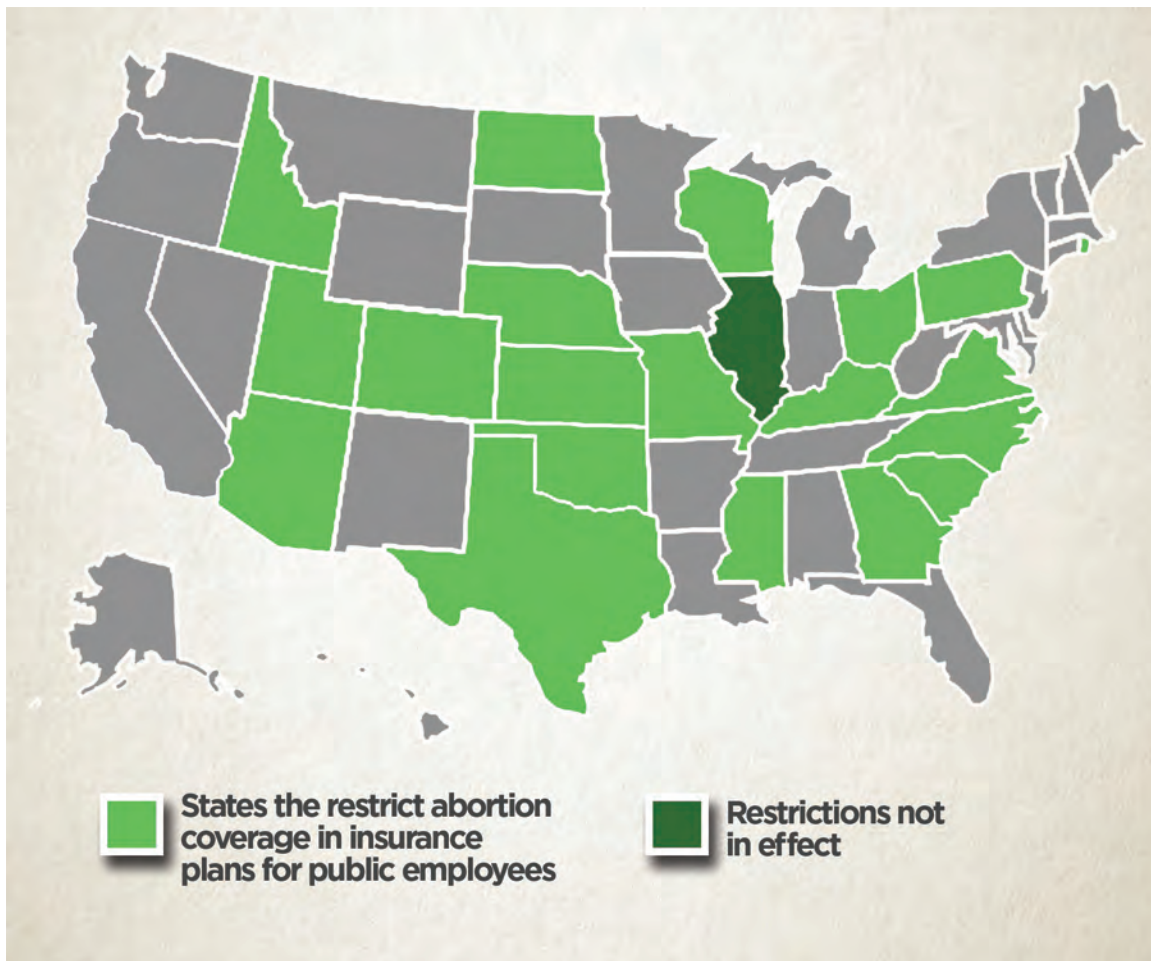 States the restrict abortion
coverage in insurance
plans for public employees
Restrictions not
in effect